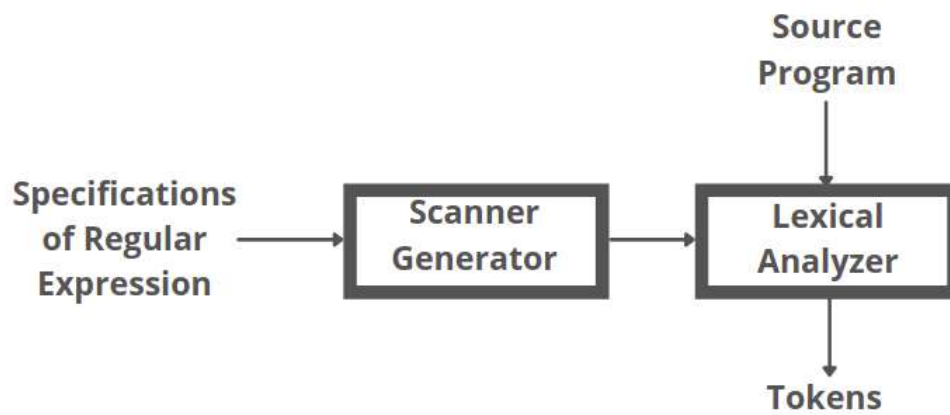 Source
Program
Specifications
of Regular
Expression
Scanner
Generator
Lexical
Analyzer
Tokens